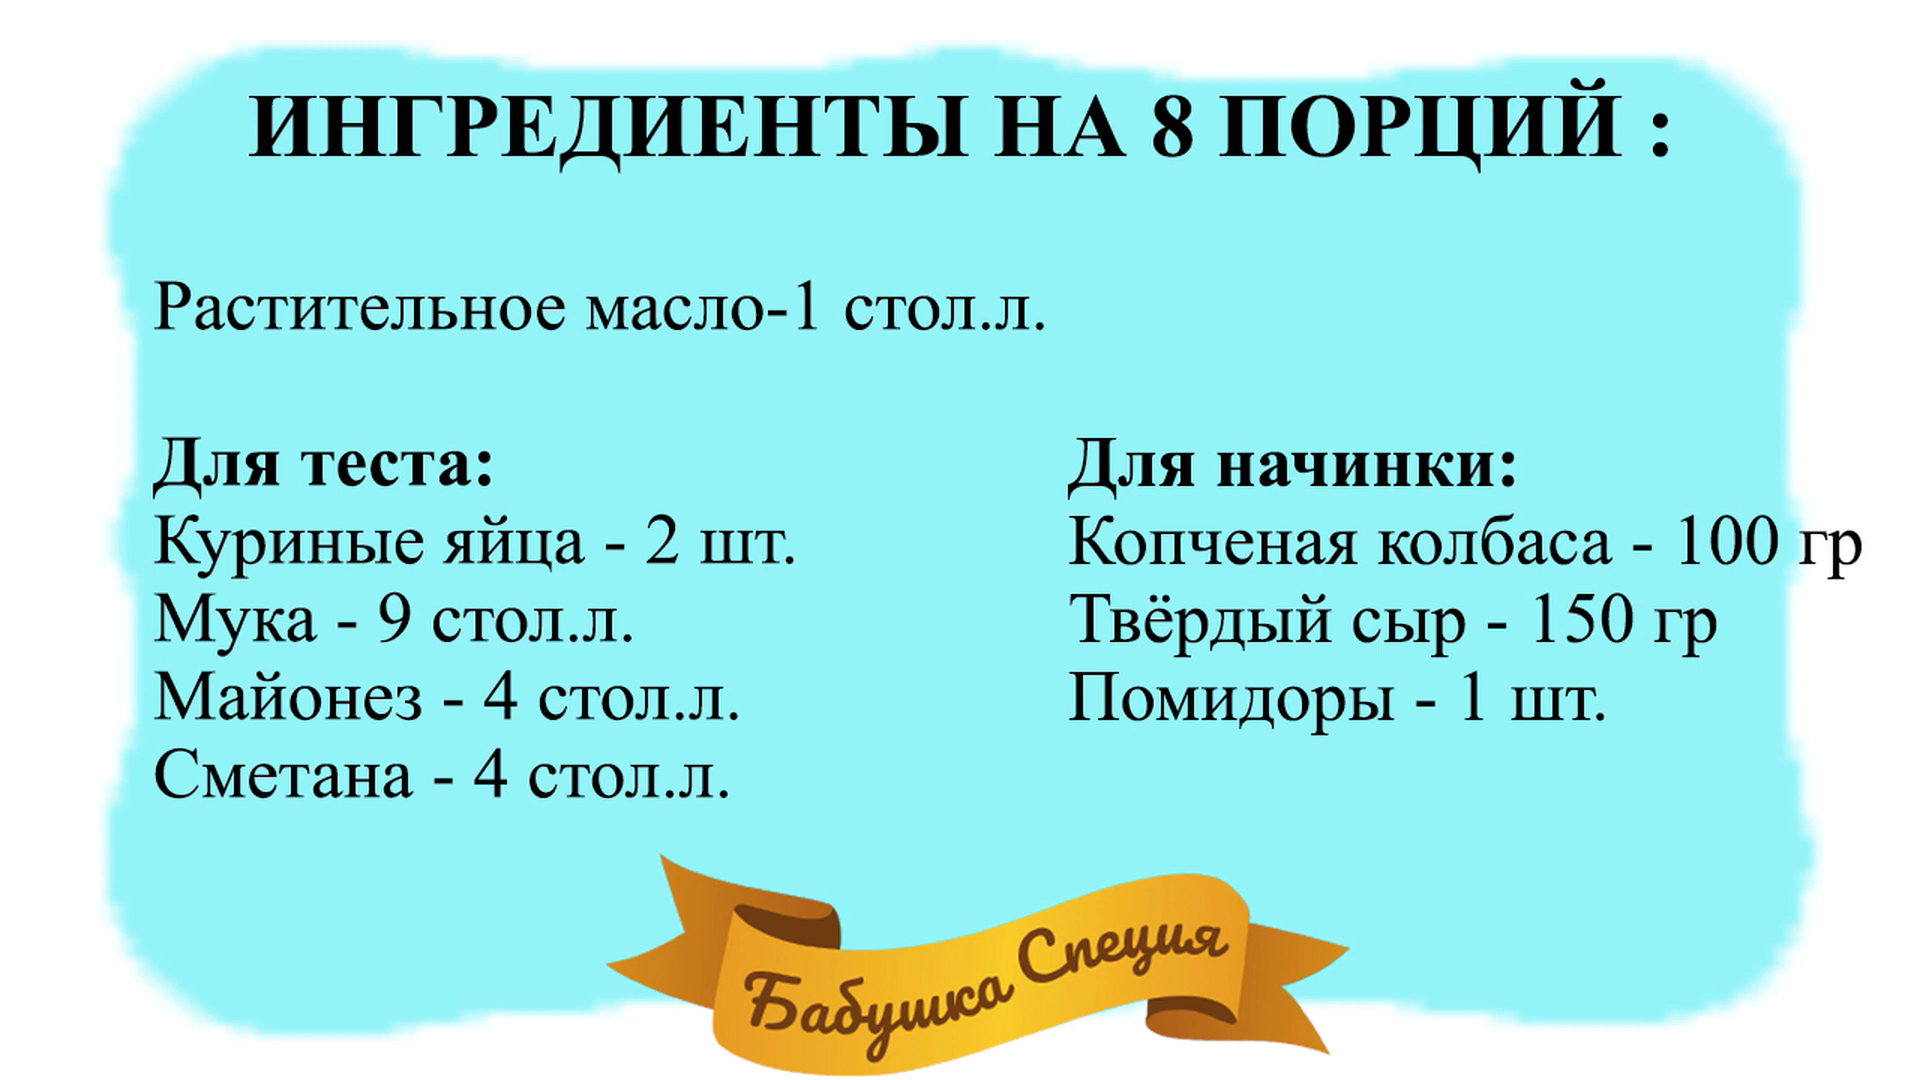 ИНГРЕДИЕНТЫ НА 8 ПОРЦИЙ :
Растительное масло-1 стол.л.
Для теста:
Куриные яйца - 2 шт.
Мука - 9 стол.л.
Майонез - 4 стол.л.
Сметана - 4 стол.л.
Для начинки:
Копченая колбаса - 100 гр
Твёрдый сыр - 150 гр
Помидоры - 1 шт.
Бабушка Специя